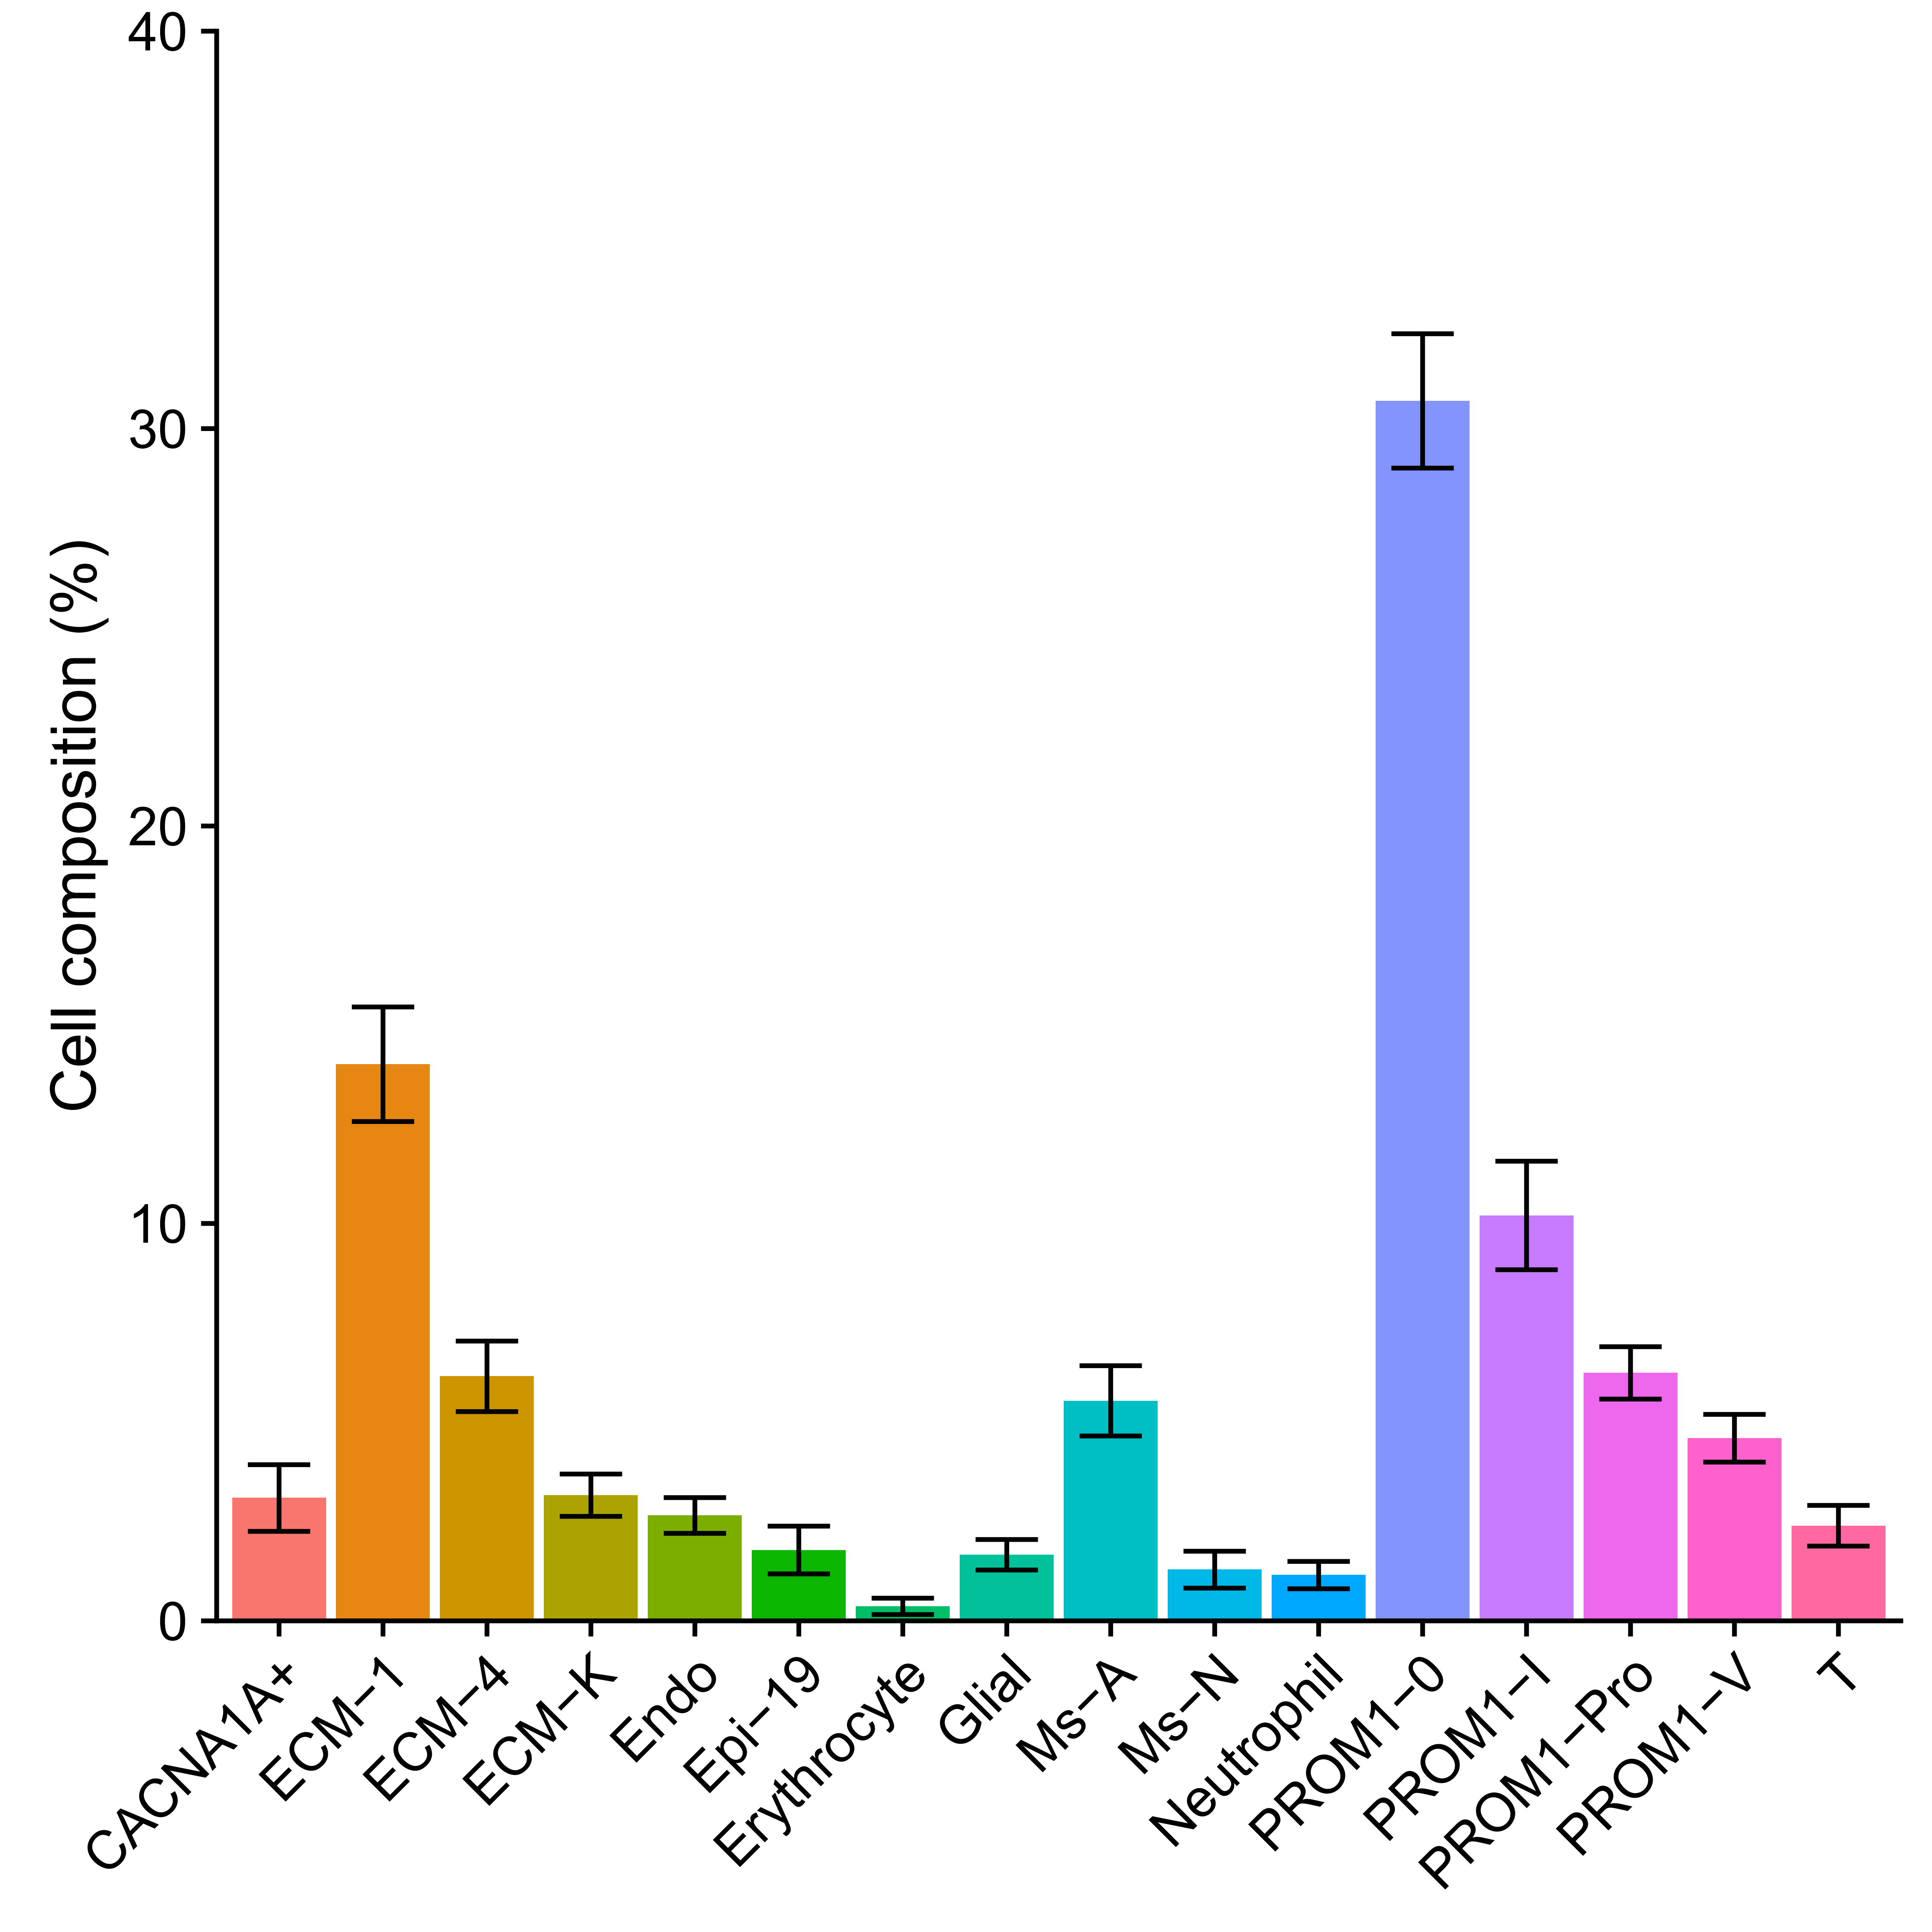 Cell composition (%)
40
30
20
10
0
CACNA1A+
ECM−1
ECM−4
ECM−K
Endo
Epi−19
Erythrocyte
Glial
Ms−A
Ms−N
Neutrophil
PROM1−0
PROM1−I
PROM1−Pro
PROM1−V
T